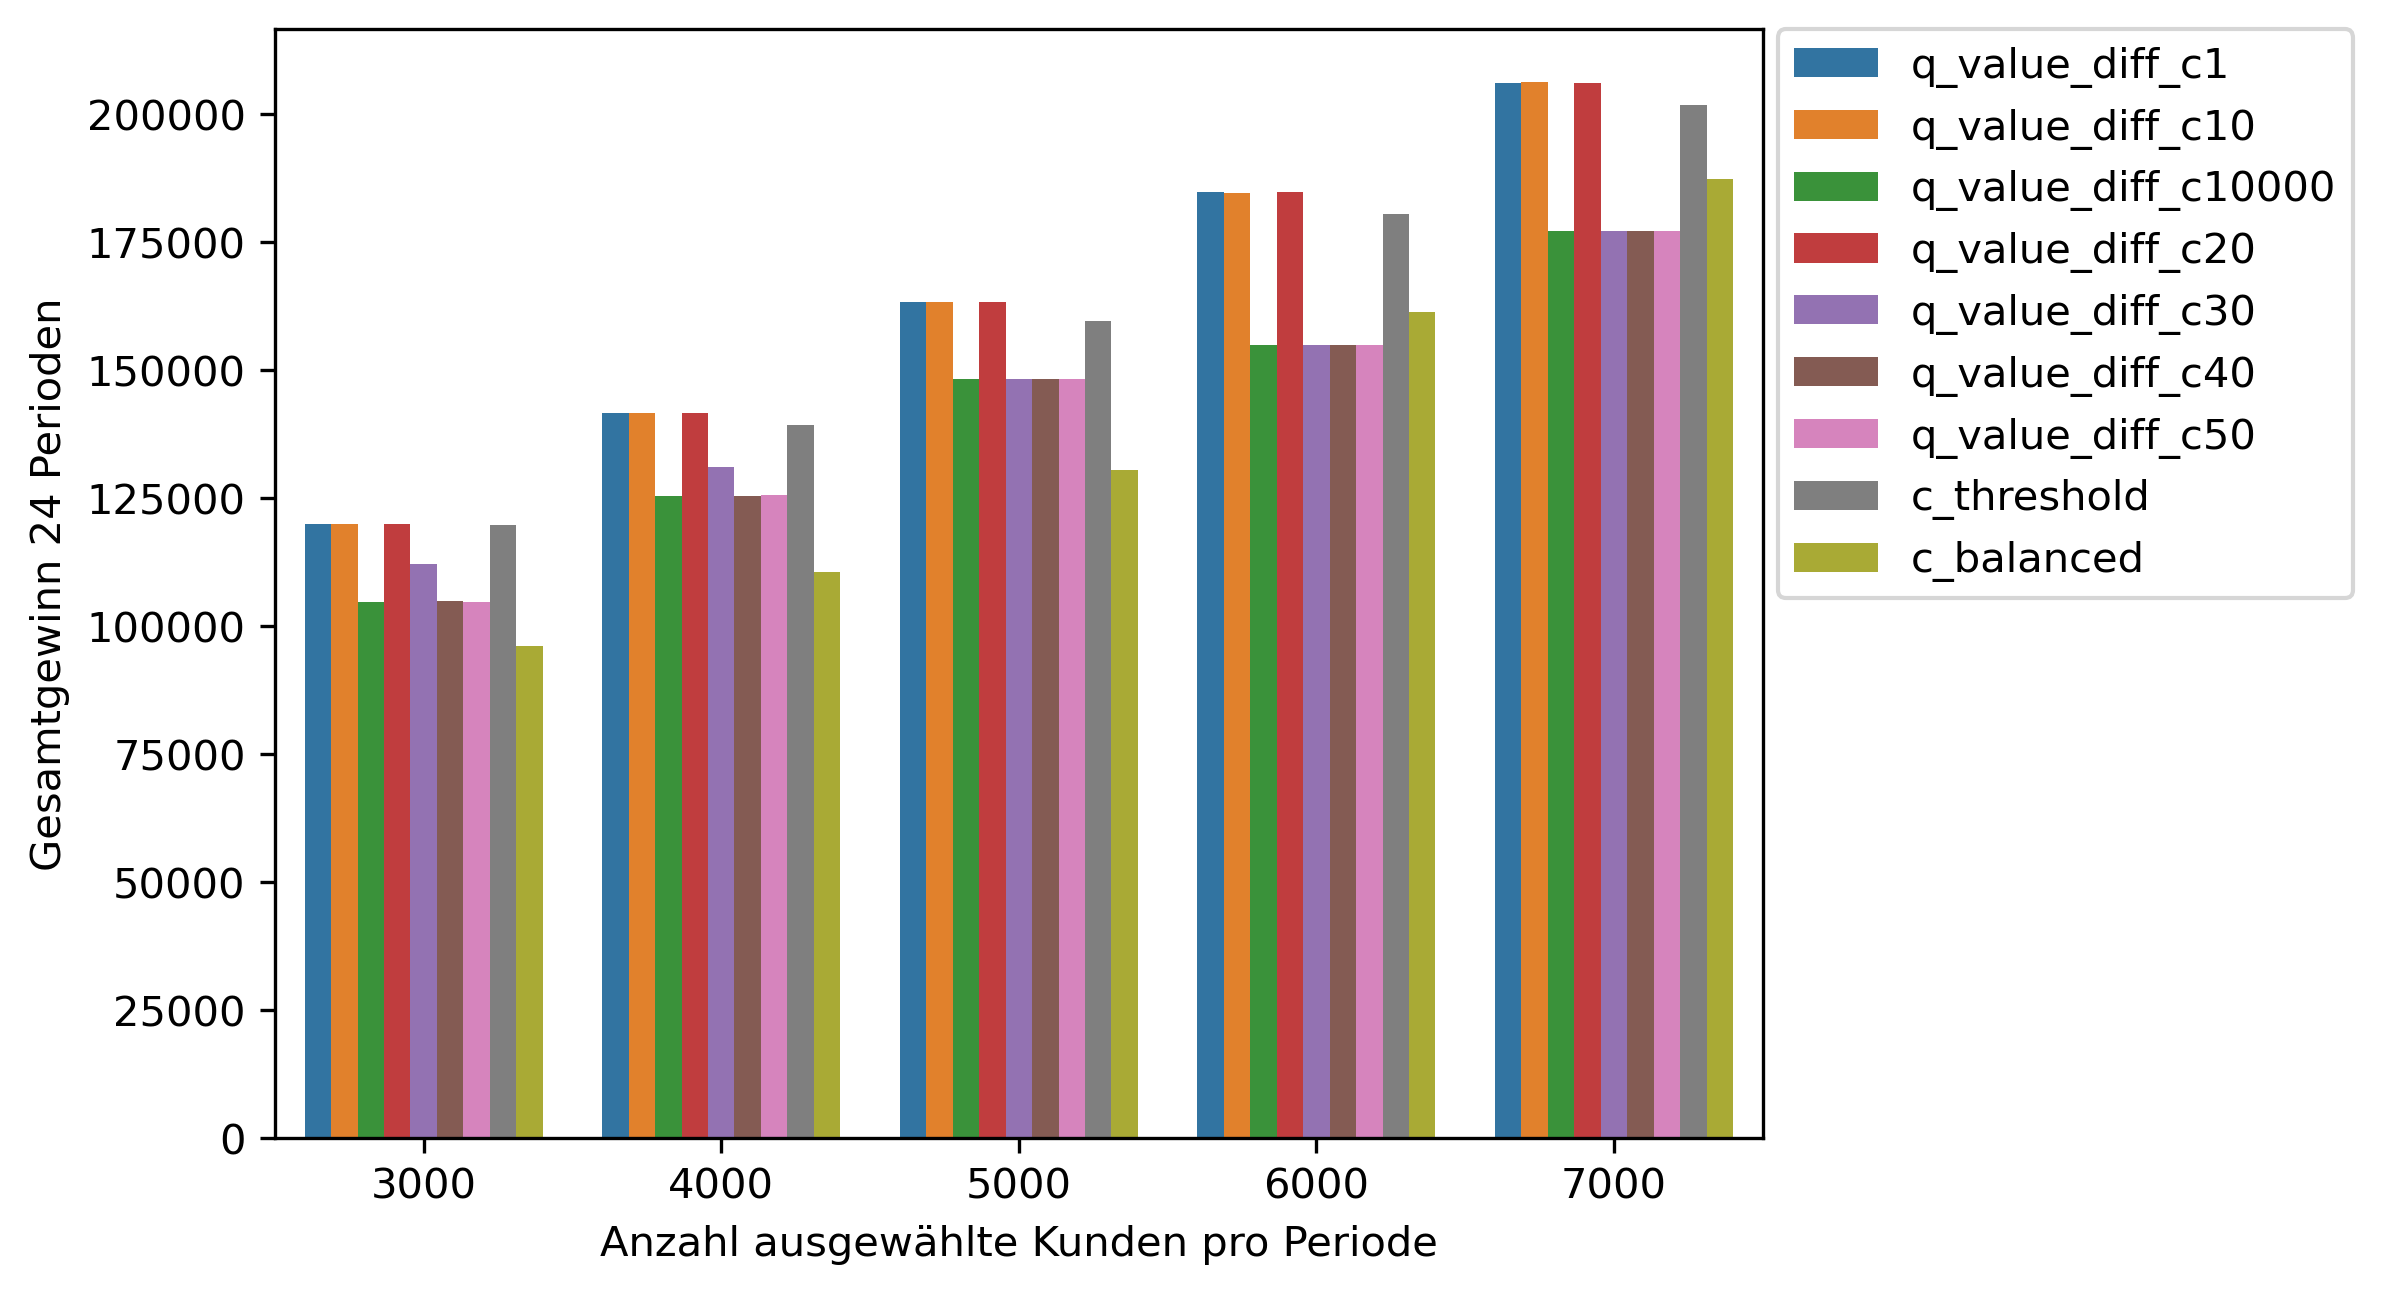 Gesamtgewinn 24 Perioden
200000
175000
150000
125000
100000
75000
50000
25000
0
3000 4000 5000 6000 7000
Anzahl ausgewählte Kunden pro Periode
q_value_diff_c1
q_value_diff_c10
q_value_diff_c10000
q_value_diff_c20
q_value_diff_c30
q_value_diff_c40
q_value_diff_c50
c_threshold
c_balanced